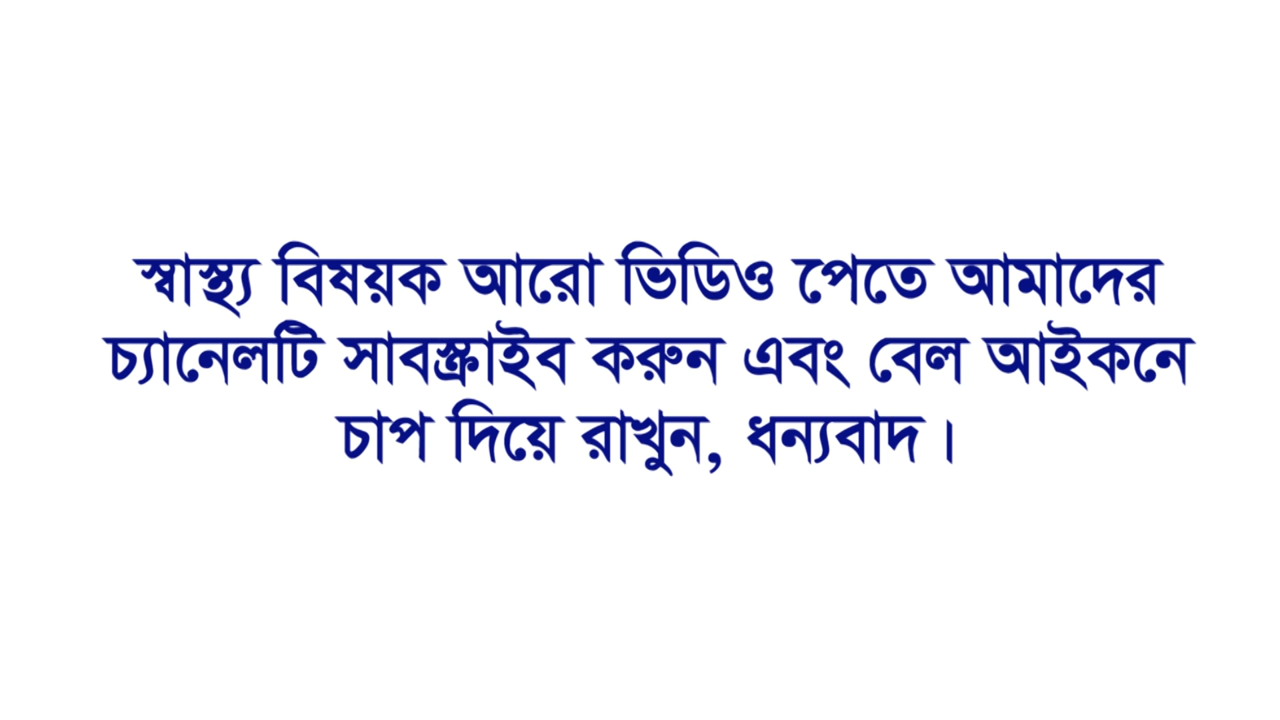 স্বাস্থ্য বিষয়ক আরো ভিডিও পেতে আমাদের
চ্যানেলটি সাবস্ক্রাইব করুন এবং বেল আইকনে
চাপ দিয়ে রাখুন, ধন্যবাদ।